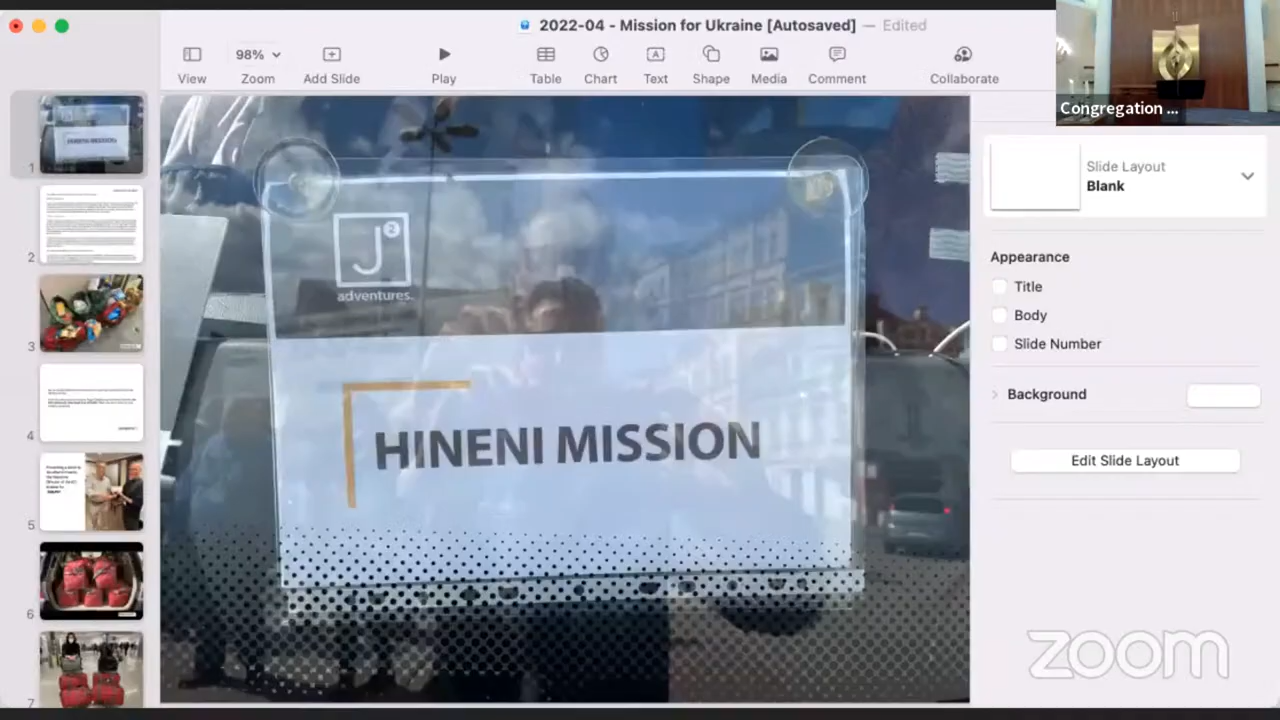 2022-04 - Mission for Ukraine [Autosaved] — Edited
View
98%
Zoom
Add Slide
Play
Table
Chart
Text
Shape
Media
Comment
Collaborate
Congregation ...
1
2
3
4
5
6
7
HINENI MISSION
J2
adventures.
HINENI MISSION
Slide Layout
Blank
Appearance
Title
Body
Slide Number
Background
Edit Slide Layout
zoom